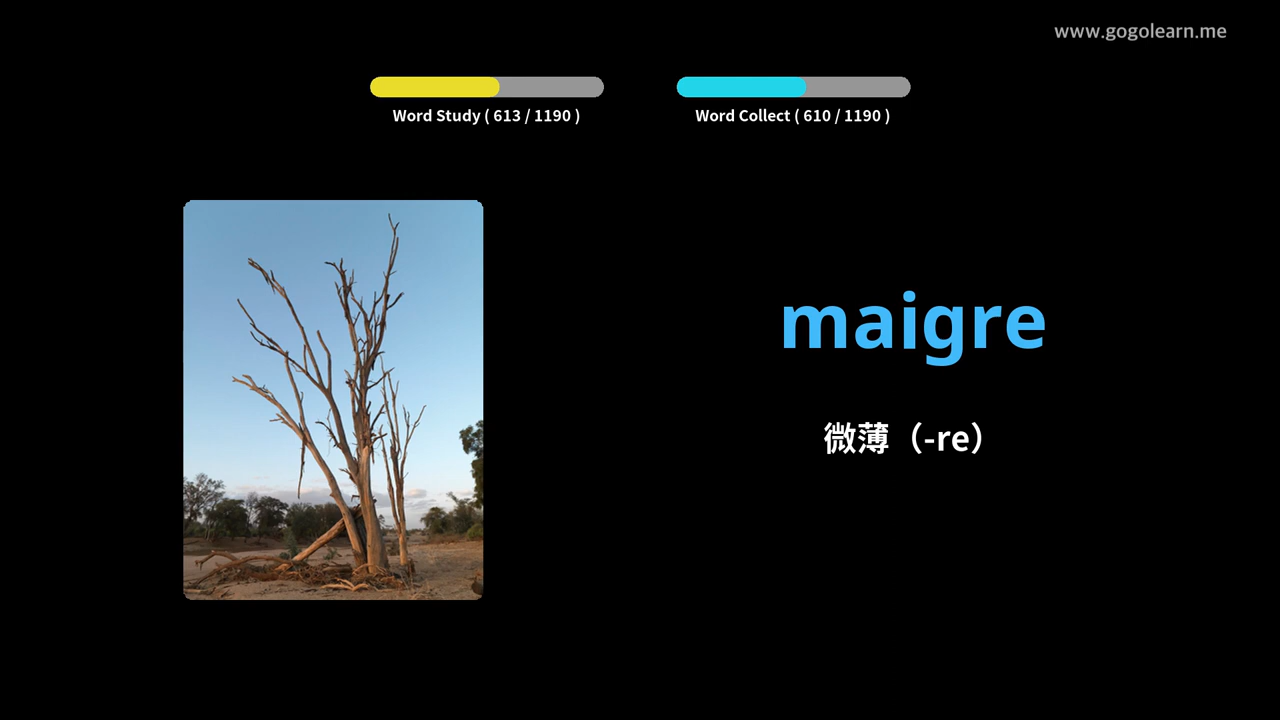 www.gogolearn.me
Word Study ( 613 / 1190 )
Word Collect ( 610 / 1190 )
maigre
微薄（-re）